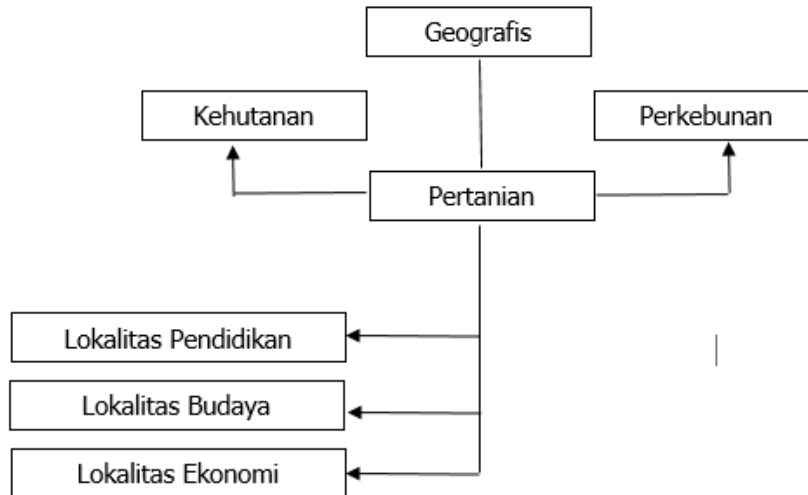 Geografis
Kehutanan
Perkebunan
Pertanian
Lokalitas Pendidikan
Lokalitas Budaya
Lokalitas Ekonomi